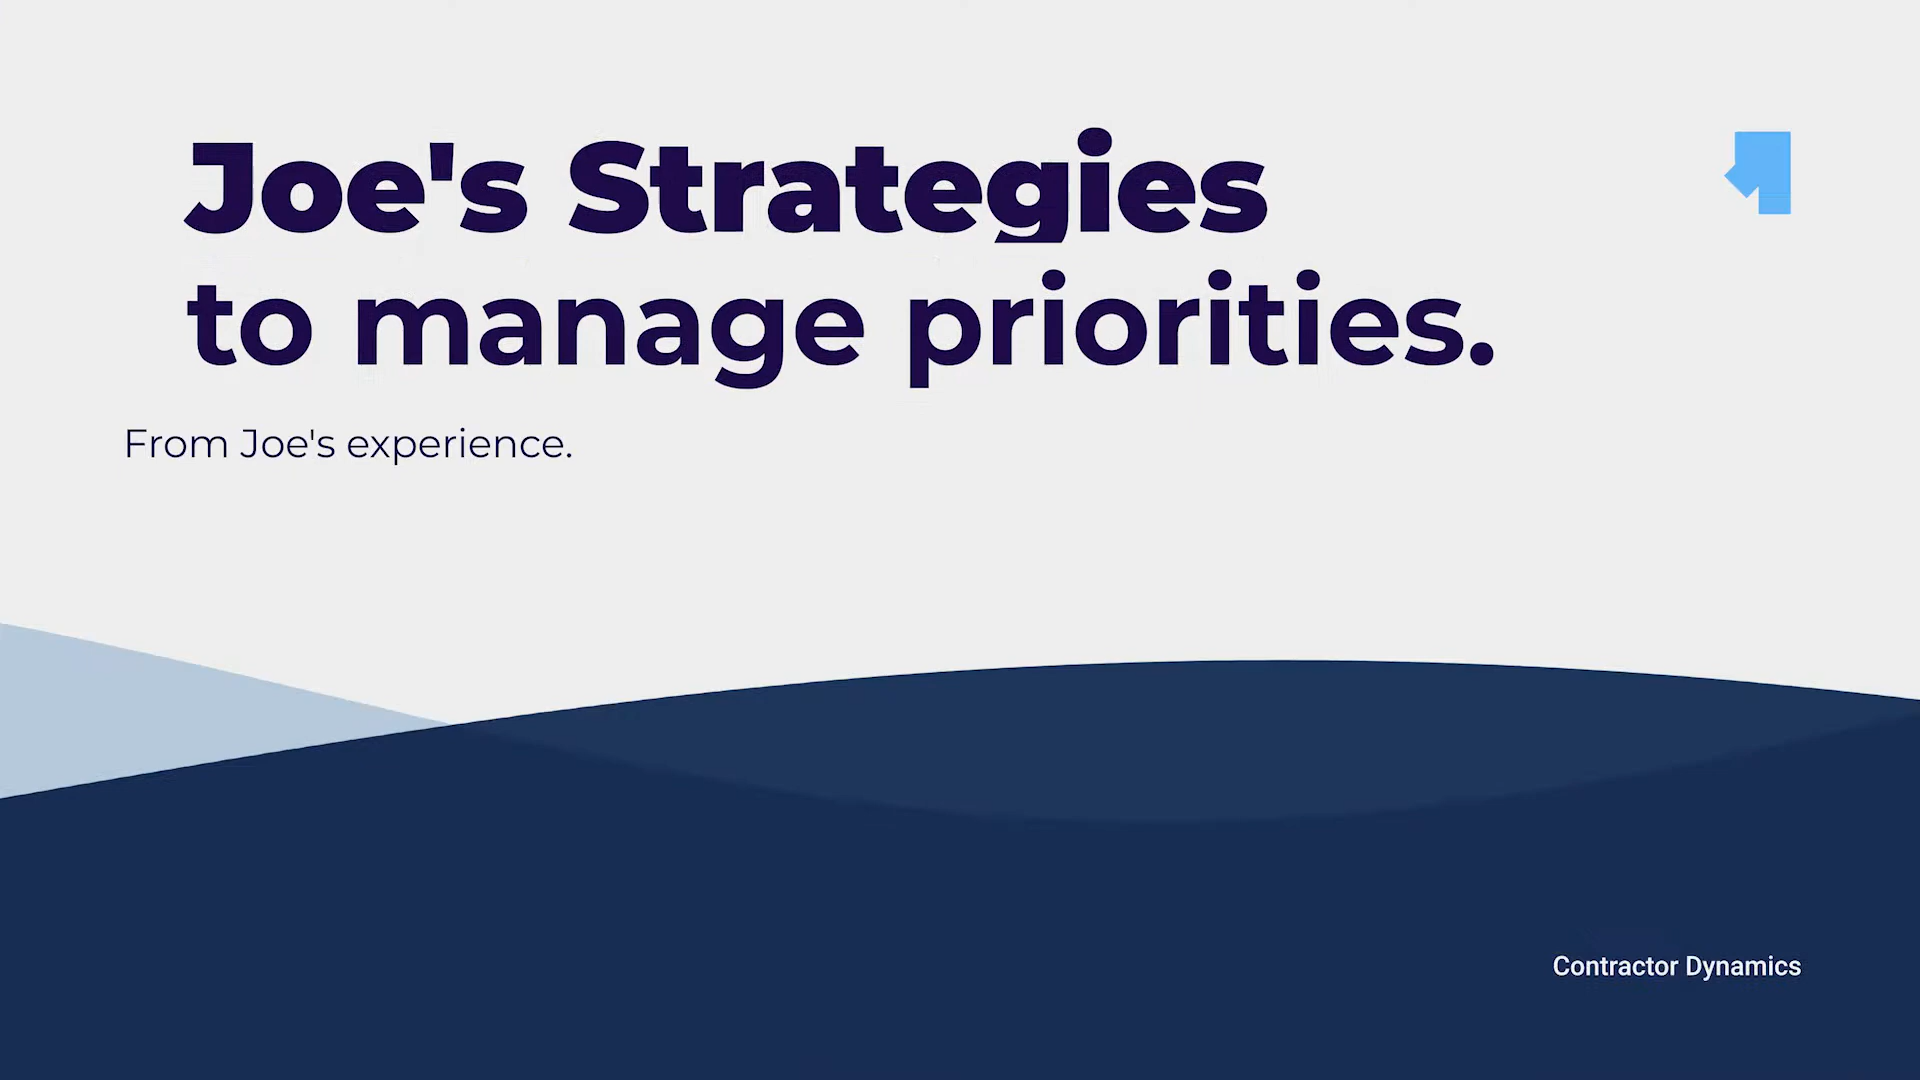 Joe's Strategies
to manage priorities.
From Joe's experience.
Contractor Dynamics